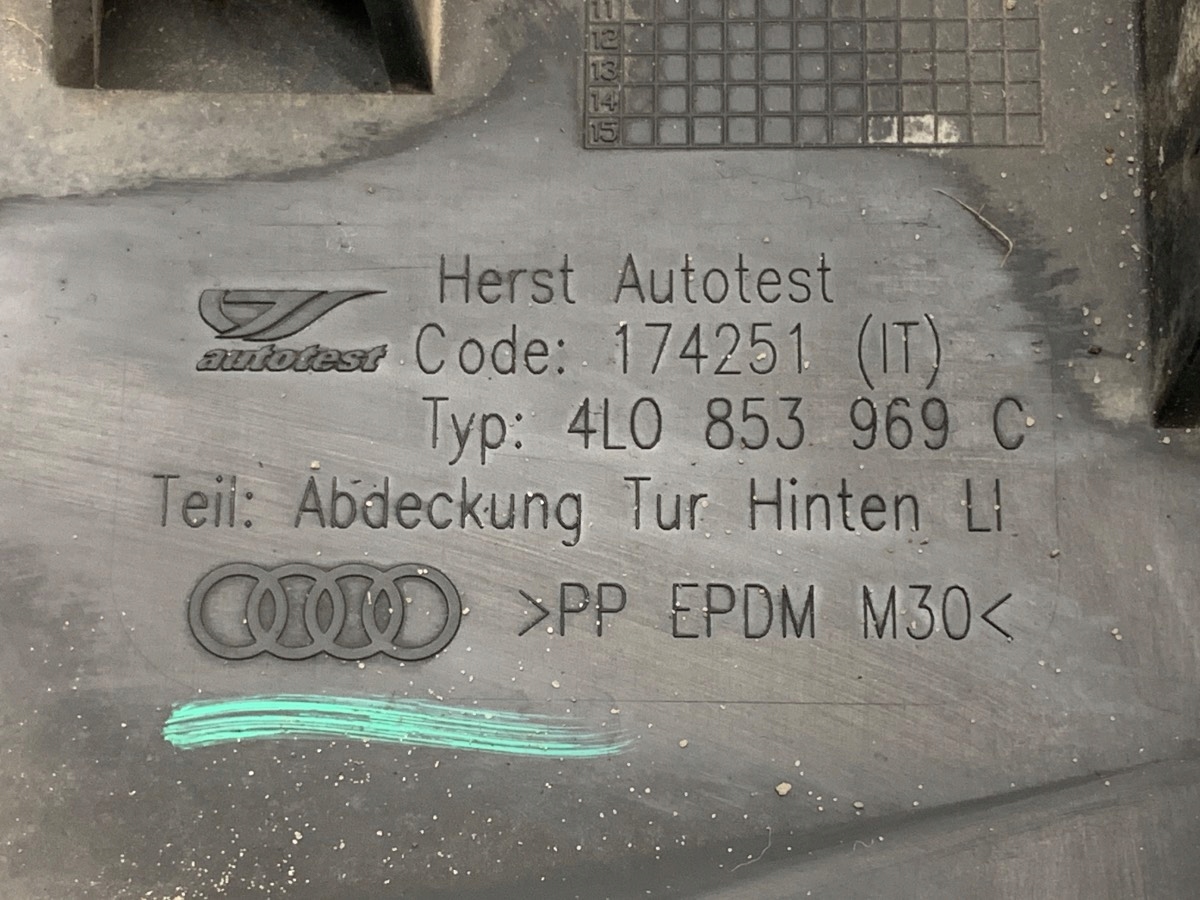 11
12
13
14
15
Herst Autotest
autotest
Code: 174251 (IT)
Typ: 4L0 853 969 C
Teil: Abdeckung Tur Hinten LI
>PP EPDM M30<